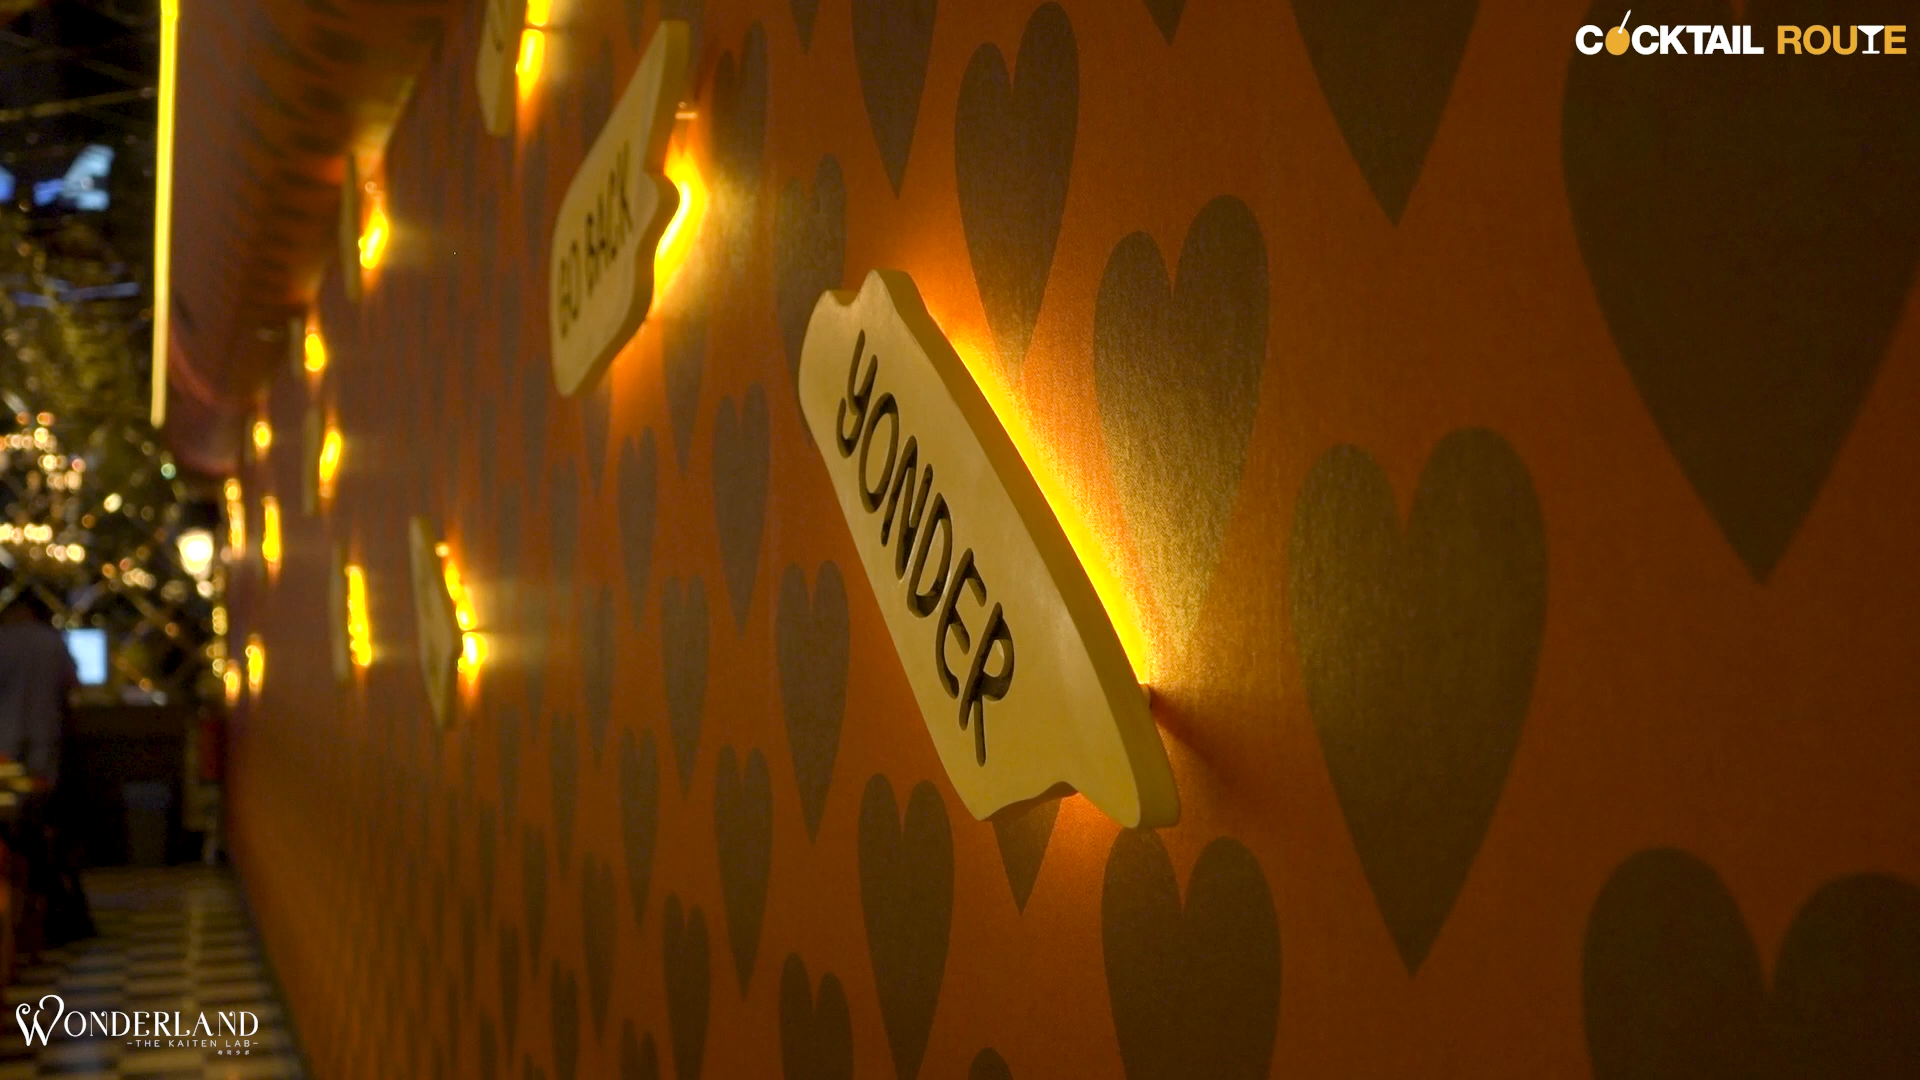 COCKTAIL ROUTE
GO BACK
YONDER
WONDERLAND
-THE KAITEN LAB-